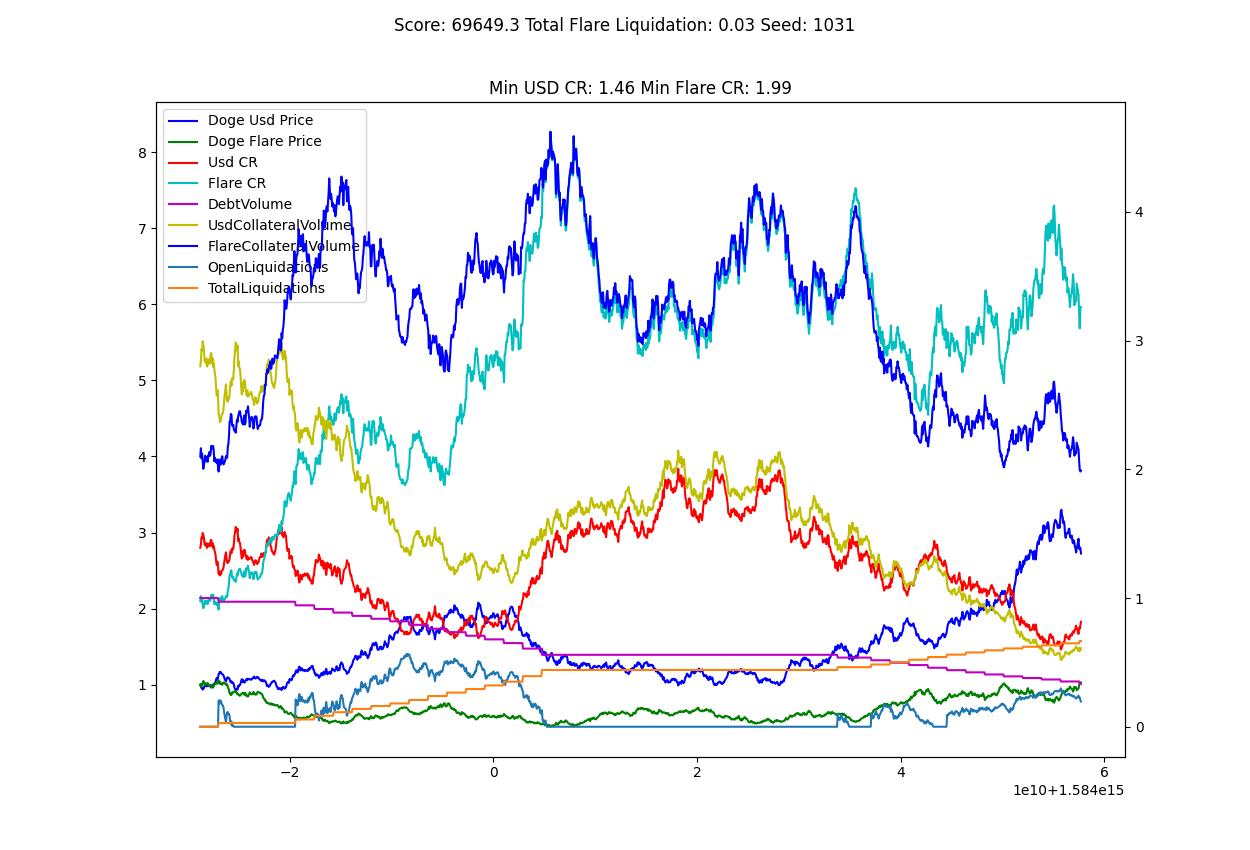 Score: 69649.3 Total Flare Liquidation: 0.03 Seed: 1031
Min USD CR: 1.46 Min Flare CR: 1.99
Doge Usd Price
Doge Flare Price
Usd CR
Flare CR
DebtVolume
UsdCollateralVolume
FlareCollateralVolume
OpenLiquidations
TotalLiquidations
8
7
6
5
4
3
2
1
4
3
2
1
0
−2
0
2
4
6
1e10+1.584e15